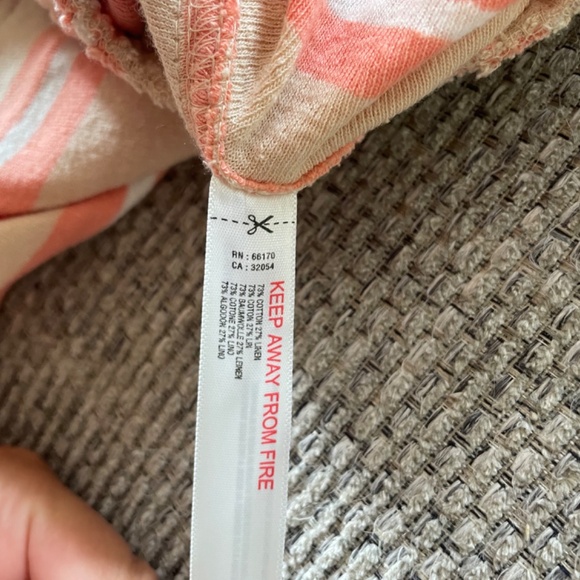 RN : 66170
CA : 32054
KEEP AWAY FROM FIRE
73% COTTON 27% LINEN
73% COTON 27% LIN
73% BAUMWOLLE 27% LEINEN
73% COTONE 27% LINO
73% ALGODON 27% LINO